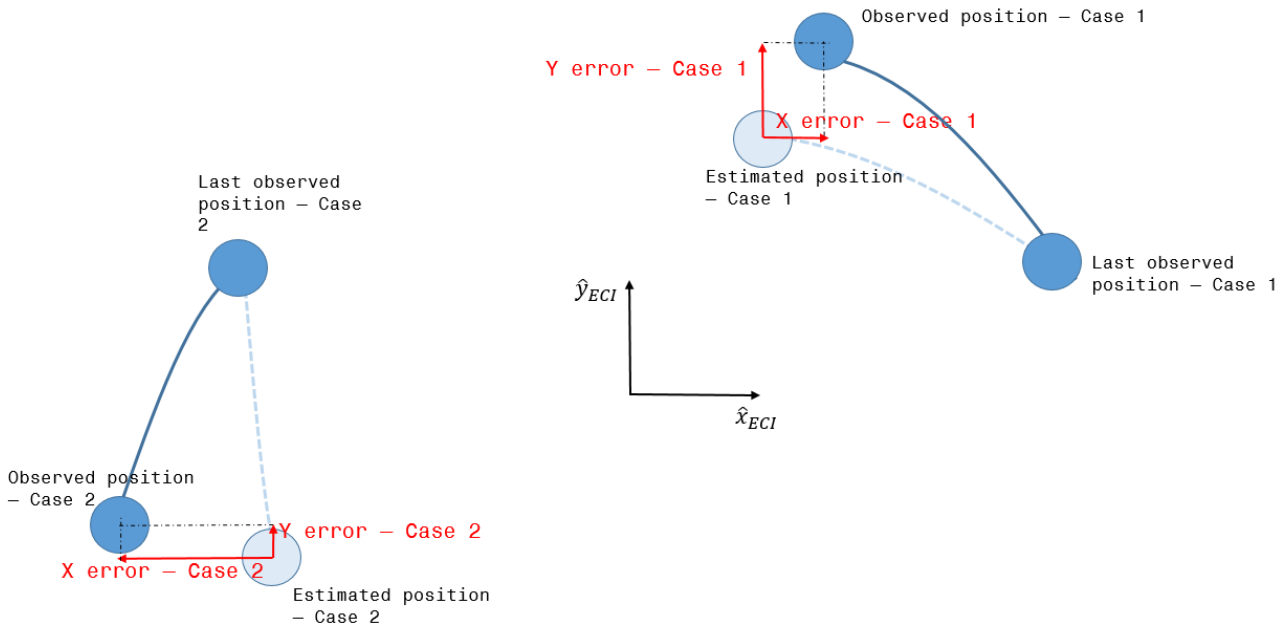 Observed position – Case 1
Y error – Case 1
X error – Case 1
Estimated position
– Case 1
Last observed
position – Case
2
Last observed
position – Case 1
ŷECI
x̂ECI
Observed position
– Case 2
Y error – Case 2
X error – Case 2
Estimated position
– Case 2